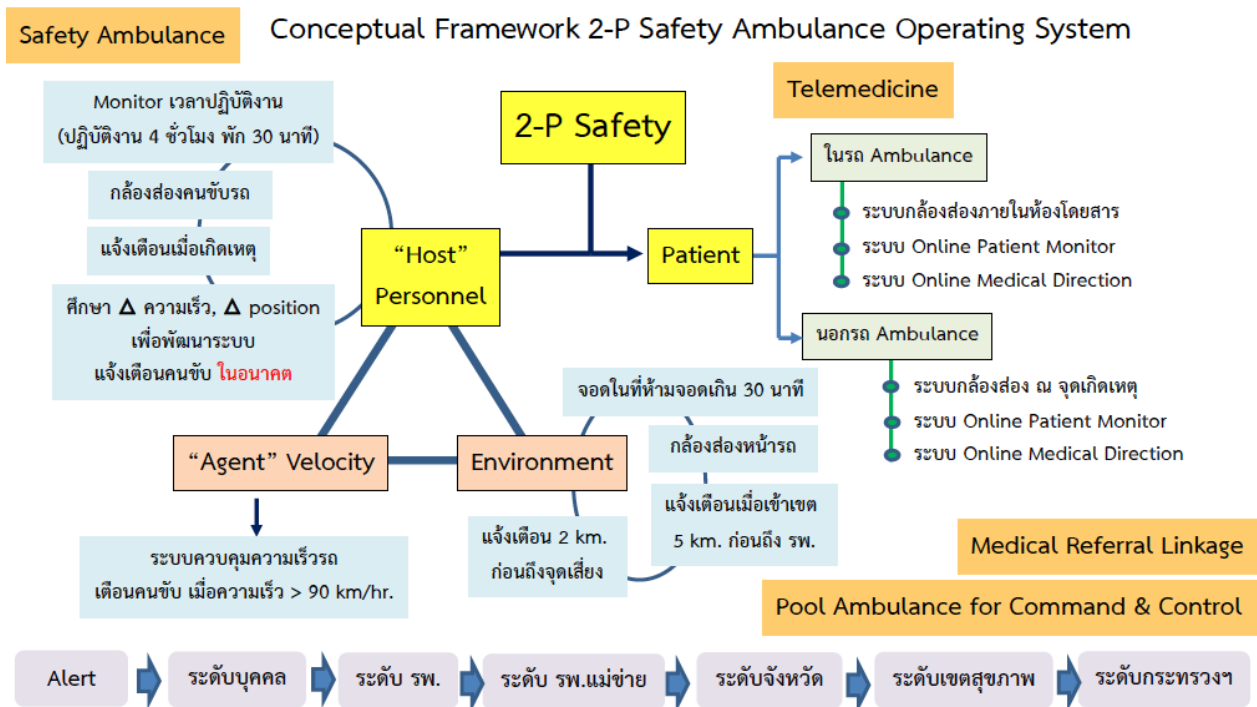 Safety Ambulance
Conceptual Framework 2-P Safety Ambulance Operating System
Monitor เวลาปฏิบัติงาน
(ปฏิบัติงาน 4 ชั่วโมง พัก 30 นาที)
กล้องส่องคนขับรถ
แจ้งเตือนเมื่อเกิดเหตุ
ศึกษา Δ ความเร็ว, Δ position
เพื่อพัฒนาระบบ
แจ้งเตือนคนขับ ในอนาคต
2-P Safety
"Host"
Personnel
Patient
Telemedicine
ในรถ Ambulance
ระบบกล้องส่องภายในห้องโดยสาร
ระบบ Online Patient Monitor
ระบบ Online Medical Direction
นอกรถ Ambulance
ระบบกล้องส่อง ณ จุดเกิดเหตุ
ระบบ Online Patient Monitor
ระบบ Online Medical Direction
"Agent" Velocity
Environment
จอดในที่ห้ามจอดเกิน 30 นาที
กล้องส่องหน้ารถ
แจ้งเตือนเมื่อเข้าเขต
5 km. ก่อนถึง รพ.
แจ้งเตือน 2 km.
ก่อนถึงจุดเสี่ยง
ระบบควบคุมความเร็วรถ
เตือนคนขับ เมื่อความเร็ว > 90 km/hr.
Medical Referral Linkage
Pool Ambulance for Command & Control
Alert
ระดับบุคคล
ระดับ รพ.
ระดับ รพ.แม่ข่าย
ระดับจังหวัด
ระดับเขตสุขภาพ
ระดับกระทรวงฯ